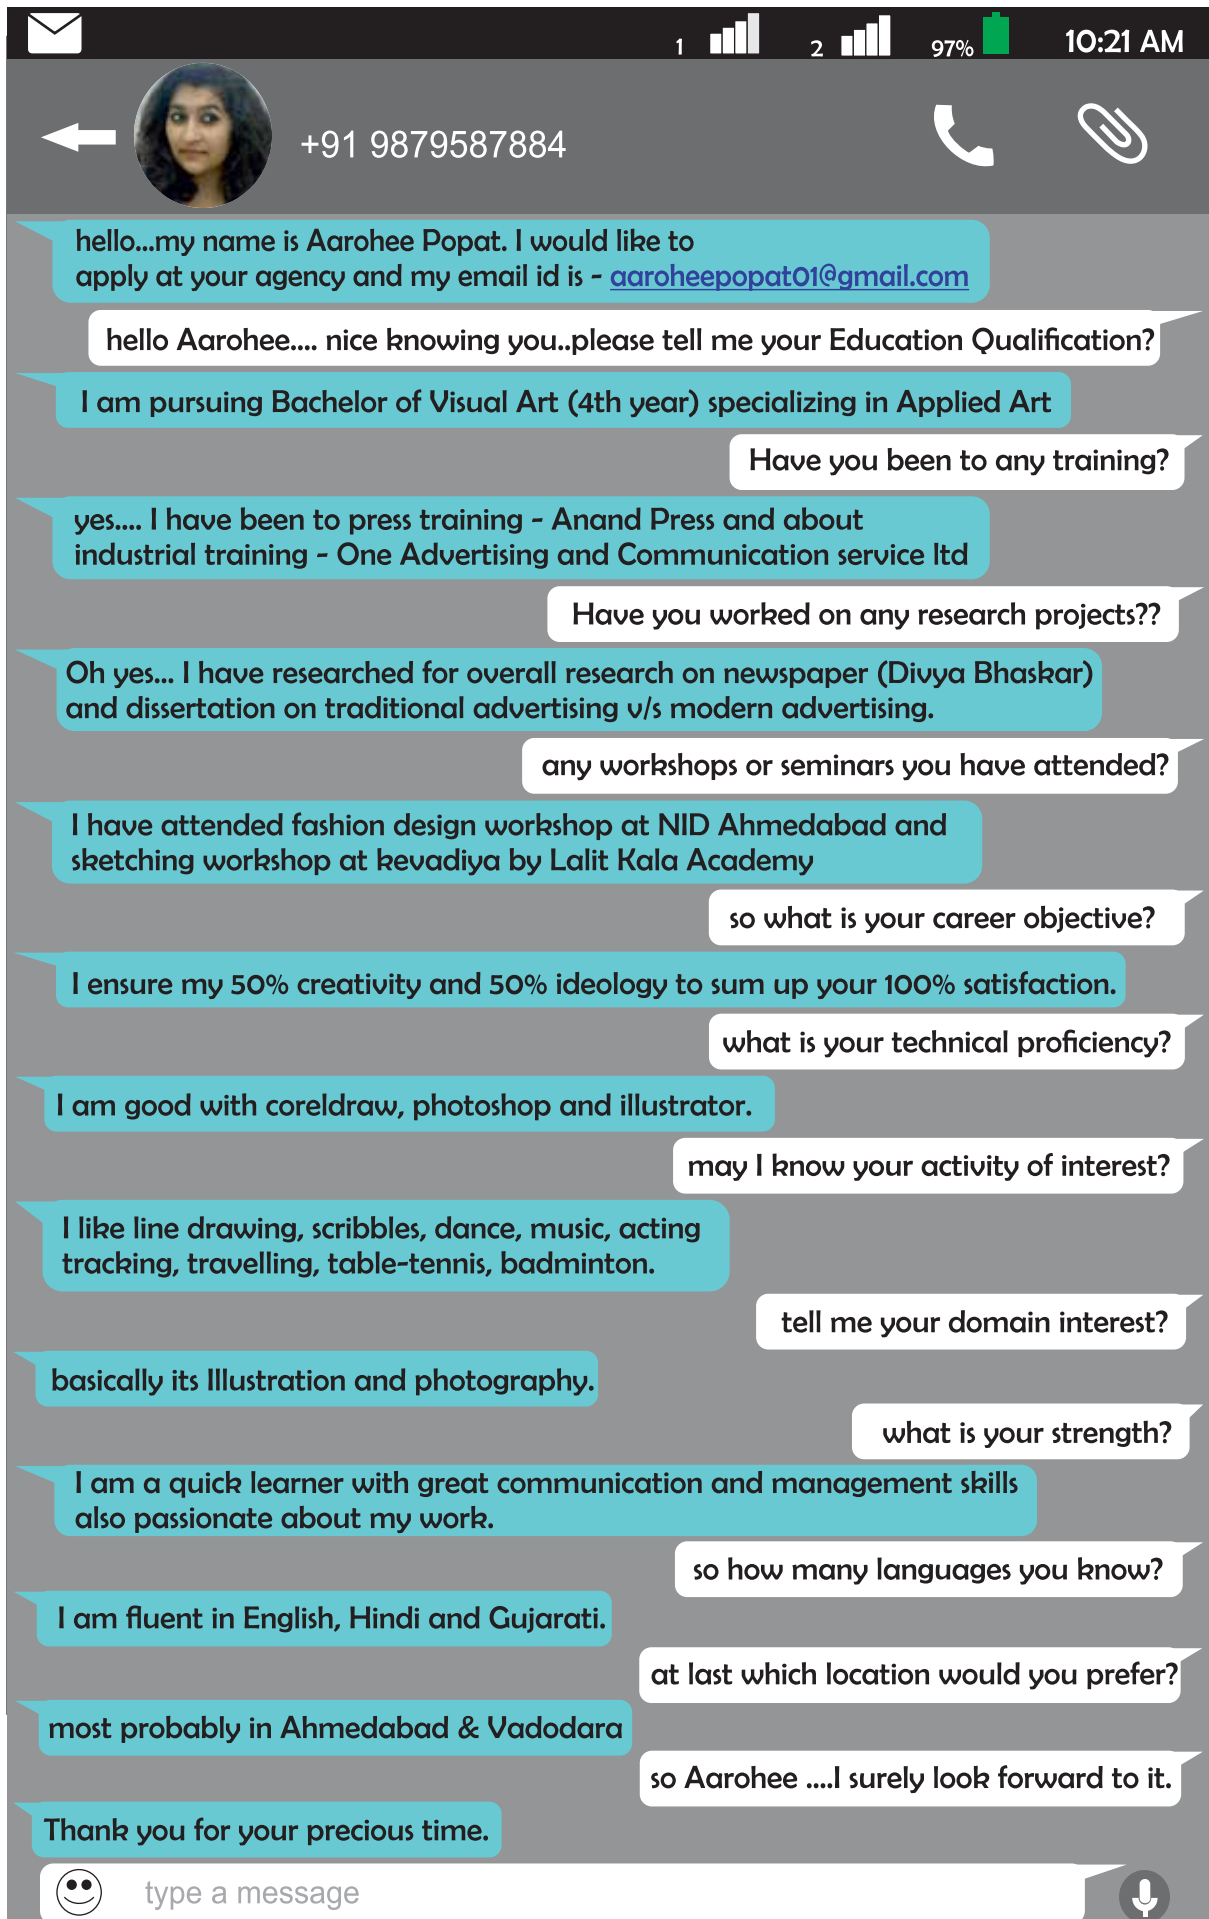 1 2 97% 10:21 AM
+91 9879587884
hello...my name is Aarohee Popat. I would like to
apply at your agency and my email id is - aaroheepopat01@gmail.com
hello Aarohee.... nice knowing you..please tell me your Education Qualification?
I am pursuing Bachelor of Visual Art (4th year) specializing in Applied Art
Have you been to any training?
yes.... I have been to press training - Anand Press and about
industrial training - One Advertising and Communication service ltd
Have you worked on any research projects??
Oh yes... I have researched for overall research on newspaper (Divya Bhaskar)
and dissertation on traditional advertising v/s modern advertising.
any workshops or seminars you have attended?
I have attended fashion design workshop at NID Ahmedabad and
sketching workshop at kevadiya by Lalit Kala Academy
so what is your career objective?
I ensure my 50% creativity and 50% ideology to sum up your 100% satisfaction.
what is your technical proficiency?
I am good with coreldraw, photoshop and illustrator.
may I know your activity of interest?
I like line drawing, scribbles, dance, music, acting
tracking, travelling, table-tennis, badminton.
tell me your domain interest?
basically its Illustration and photography.
what is your strength?
I am a quick learner with great communication and management skills
also passionate about my work.
so how many languages you know?
I am fluent in English, Hindi and Gujarati.
at last which location would you prefer?
most probably in Ahmedabad & Vadodara
so Aarohee ....I surely look forward to it.
Thank you for your precious time.
type a message